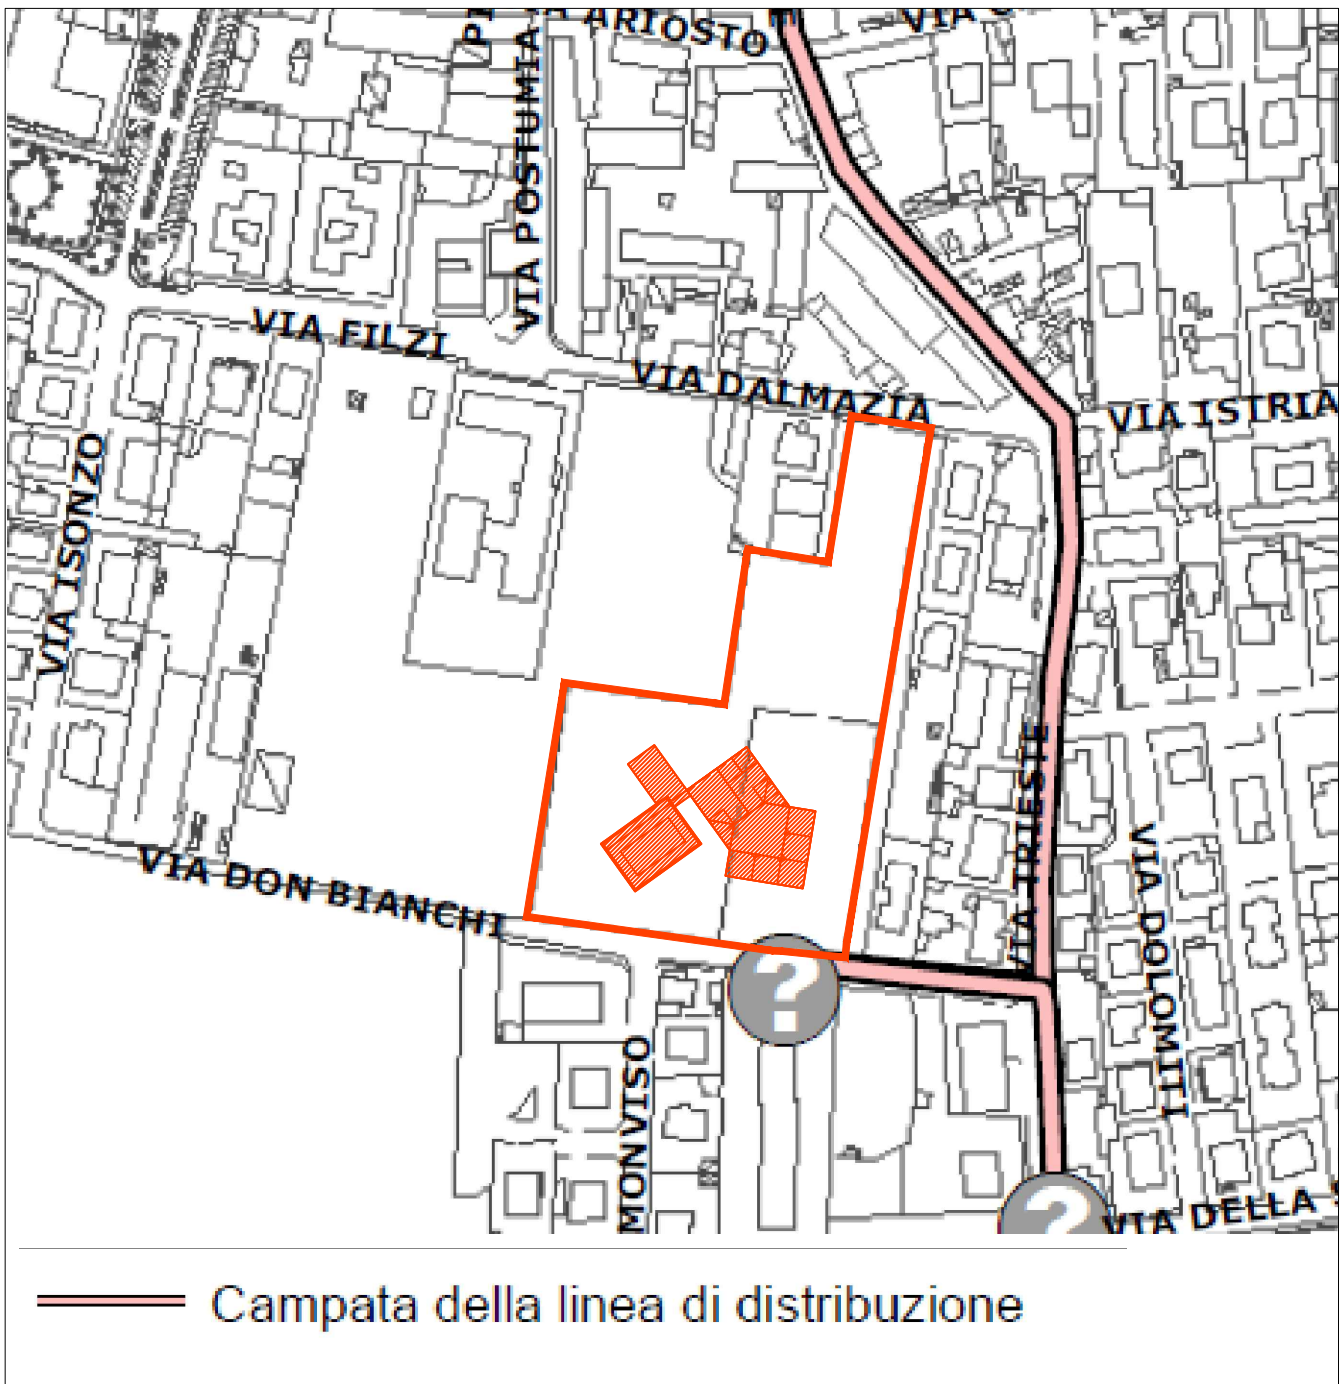 ARIOSTO
VIA
VIA POSTUMIA
VIA FILZI
VIA DALMAZIA
VIA ISTRIA
VIA ISONZO
VIA TRIESTE
VIA DOLOMITI
VIA DON BIANCHI
?
MONVISO
?
VIA DELLA
Campata della linea di distribuzione